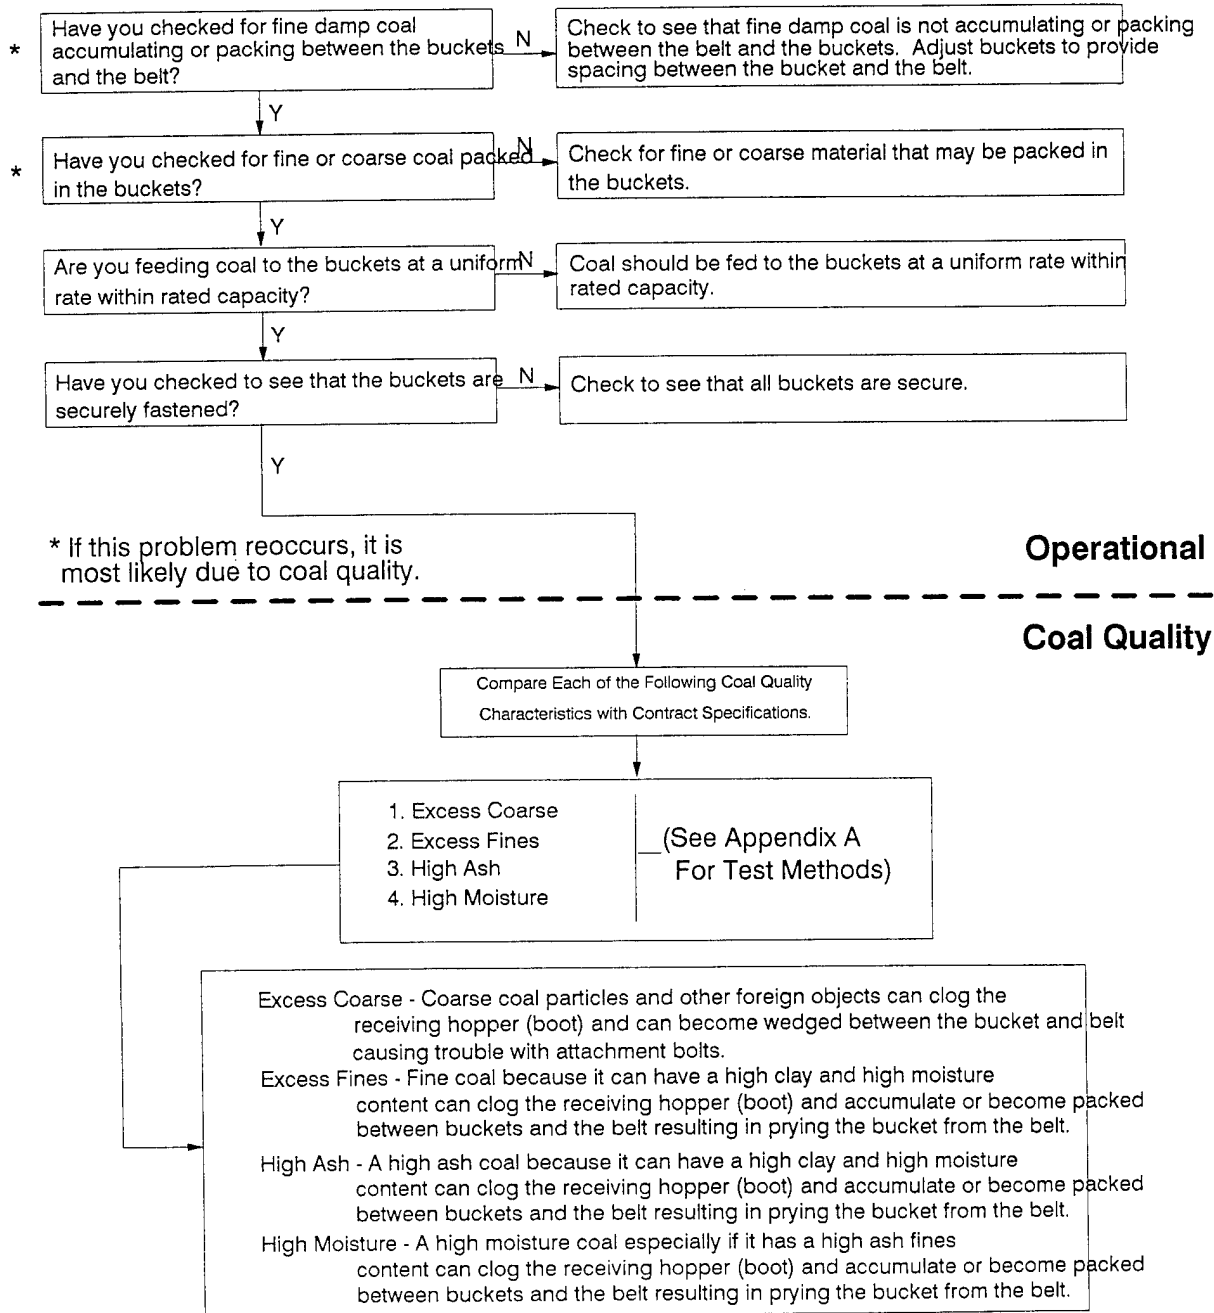 Have you checked for fine damp coal
accumulating or packing between the buckets
and the belt?
*
N
Check to see that fine damp coal is not accumulating or packing
between the belt and the buckets. Adjust buckets to provide
spacing between the bucket and the belt.
Y
Have you checked for fine or coarse coal packed
in the buckets?
*
N
Check for fine or coarse material that may be packed in
the buckets.
Y
Are you feeding coal to the buckets at a uniform
rate within rated capacity?
N
Coal should be fed to the buckets at a uniform rate within
rated capacity.
Y
Have you checked to see that the buckets are
securely fastened?
N
Check to see that all buckets are secure.
Y
* If this problem reoccurs, it is
most likely due to coal quality.
Operational
Coal Quality
Compare Each of the Following Coal Quality
Characteristics with Contract Specifications.
1. Excess Coarse
2. Excess Fines
3. High Ash
4. High Moisture
(See Appendix A
For Test Methods)
Excess Coarse - Coarse coal particles and other foreign objects can clog the
receiving hopper (boot) and can become wedged between the bucket and belt
causing trouble with attachment bolts.
Excess Fines - Fine coal because it can have a high clay and high moisture
content can clog the receiving hopper (boot) and accumulate or become packed
between buckets and the belt resulting in prying the bucket from the belt.
High Ash - A high ash coal because it can have a high clay and high moisture
content can clog the receiving hopper (boot) and accumulate or become packed
between buckets and the belt resulting in prying the bucket from the belt.
High Moisture - A high moisture coal especially if it has a high ash fines
content can clog the receiving hopper (boot) and accumulate or become packed
between buckets and the belt resulting in prying the bucket from the belt.